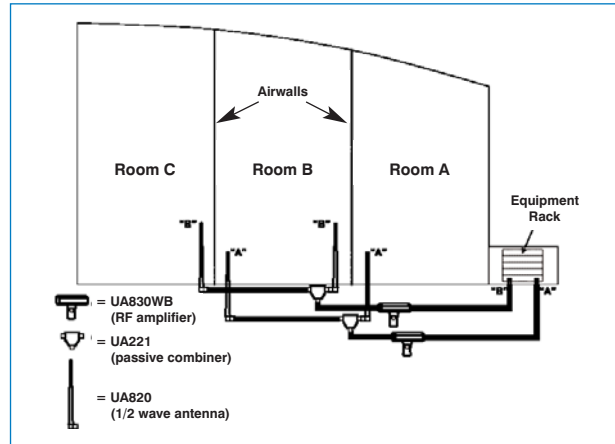 Airwalls
Room C
Room B
Room A
Equipment
Rack
"B"
"A"
"B"
"A"
"B"
"A"
= UA830WB
(RF amplifier)
= UA221
(passive combiner)
= UA820
(1/2 wave antenna)